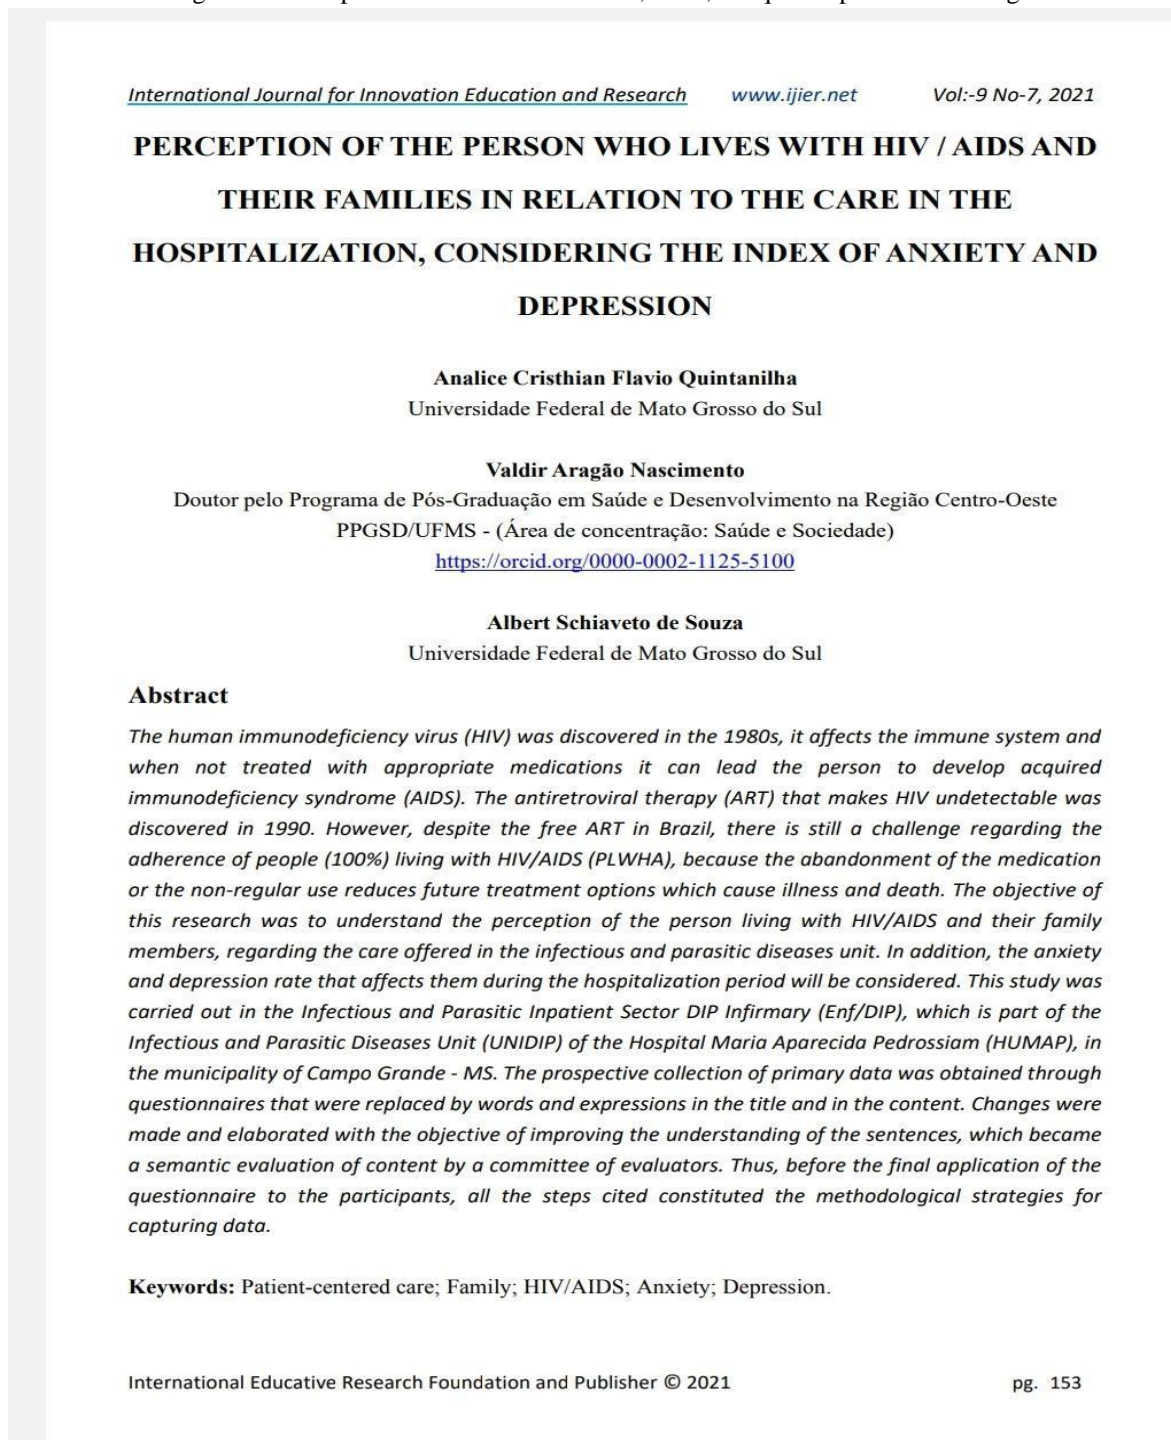 International Journal for Innovation Education and Research www.ijier.net Vol:-9 No-7, 2021
PERCEPTION OF THE PERSON WHO LIVES WITH HIV / AIDS AND
THEIR FAMILIES IN RELATION TO THE CARE IN THE
HOSPITALIZATION, CONSIDERING THE INDEX OF ANXIETY AND
DEPRESSION
Analice Cristhian Flavio Quintanilha
Universidade Federal de Mato Grosso do Sul
Valdir Aragão Nascimento
Doutor pelo Programa de Pós-Graduação em Saúde e Desenvolvimento na Região Centro-Oeste
PPGSD/UFMS - (Área de concentração: Saúde e Sociedade)
https://orcid.org/0000-0002-1125-5100
Albert Schiaveto de Souza
Universidade Federal de Mato Grosso do Sul
Abstract
The human immunodeficiency virus (HIV) was discovered in the 1980s, it affects the immune system and
when not treated with appropriate medications it can lead the person to develop acquired
immunodeficiency syndrome (AIDS). The antiretroviral therapy (ART) that makes HIV undetectable was
discovered in 1990. However, despite the free ART in Brazil, there is still a challenge regarding the
adherence of people (100%) living with HIV/AIDS (PLWHA), because the abandonment of the medication
or the non-regular use reduces future treatment options which cause illness and death. The objective of
this research was to understand the perception of the person living with HIV/AIDS and their family
members, regarding the care offered in the infectious and parasitic diseases unit. In addition, the anxiety
and depression rate that affects them during the hospitalization period will be considered. This study was
carried out in the Infectious and Parasitic Inpatient Sector DIP Infirmary (Enf/DIP), which is part of the
Infectious and Parasitic Diseases Unit (UNIDIP) of the Hospital Maria Aparecida Pedrossiam (HUMAP), in
the municipality of Campo Grande - MS. The prospective collection of primary data was obtained through
questionnaires that were replaced by words and expressions in the title and in the content. Changes were
made and elaborated with the objective of improving the understanding of the sentences, which became
a semantic evaluation of content by a committee of evaluators. Thus, before the final application of the
questionnaire to the participants, all the steps cited constituted the methodological strategies for
capturing data.
Keywords: Patient-centered care; Family; HIV/AIDS; Anxiety; Depression.
International Educative Research Foundation and Publisher © 2021 pg. 153